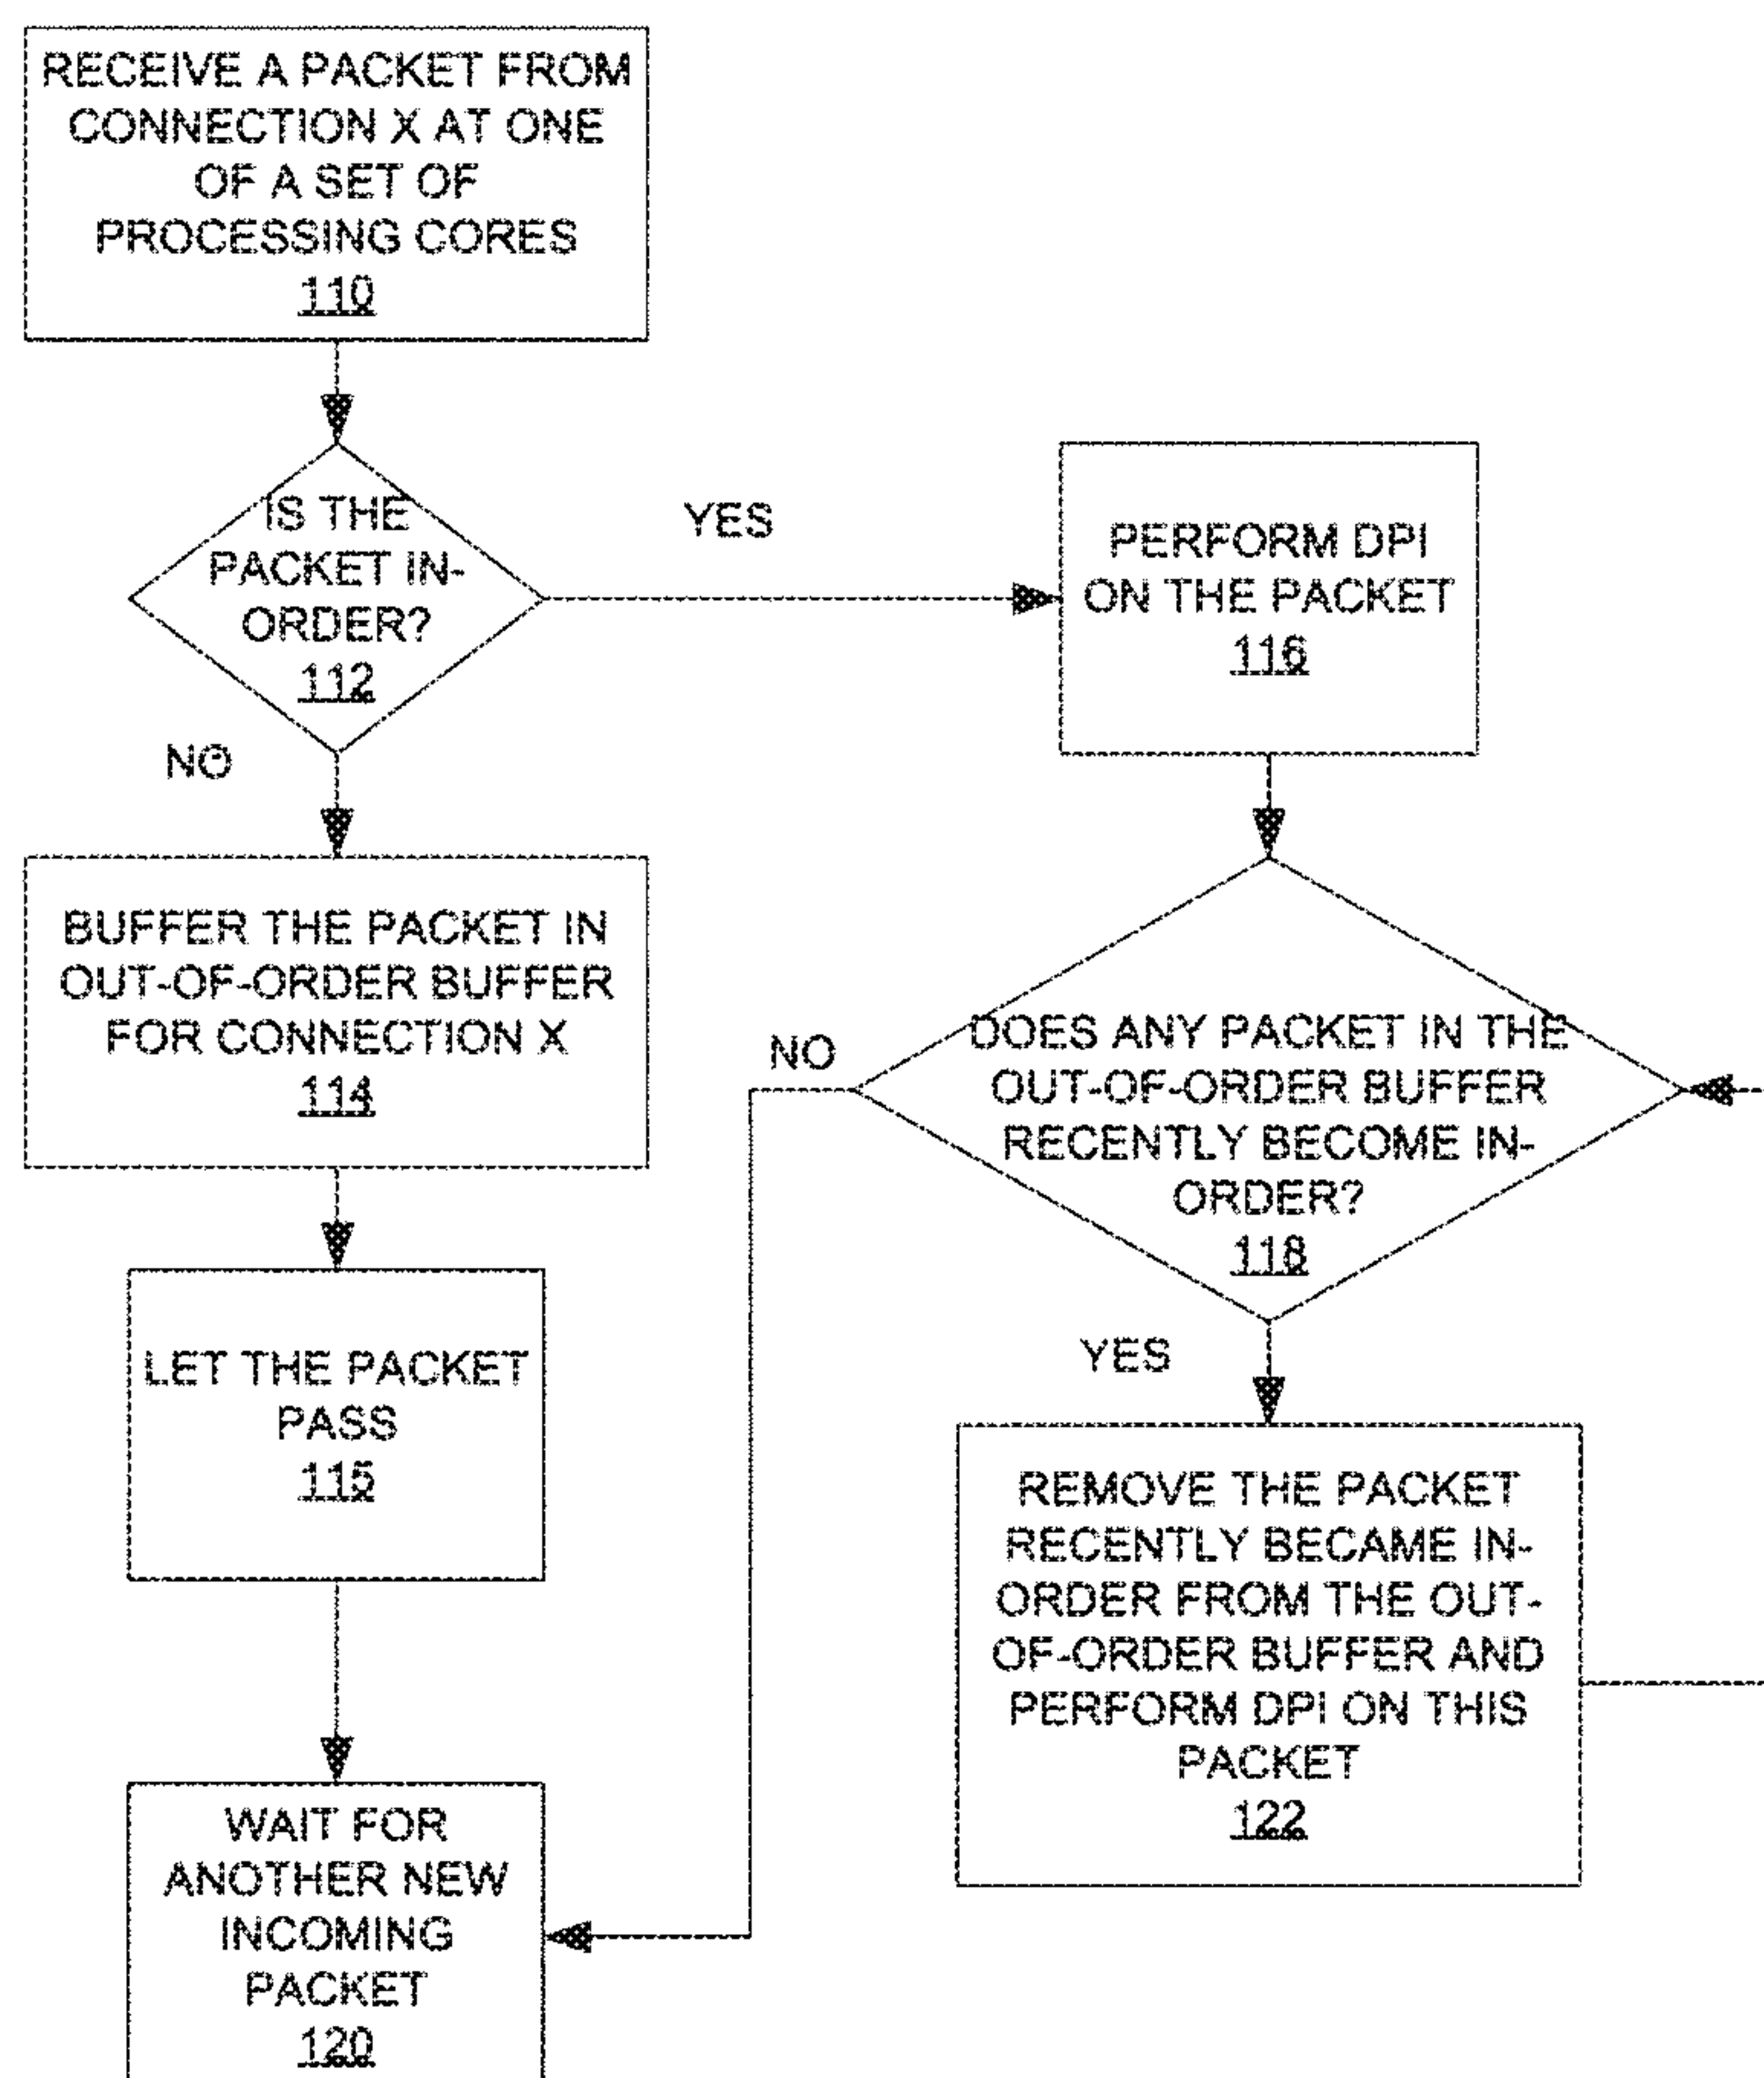 RECEIVE A PACKET FROM
CONNECTION X AT ONE
OF A SET OF
PROCESSING CORES
110
IS THE
PACKET IN-
ORDER?
112
YES
PERFORM DPI
ON THE PACKET
116
NO
BUFFER THE PACKET IN
OUT-OF-ORDER BUFFER
FOR CONNECTION X
114
NO
DOES ANY PACKET IN THE
OUT-OF-ORDER BUFFER
RECENTLY BECOME IN-
ORDER?
118
LET THE PACKET
PASS
115
YES
REMOVE THE PACKET
RECENTLY BECAME IN-
ORDER FROM THE OUT-
OF-ORDER BUFFER AND
PERFORM DPI ON THIS
PACKET
122
WAIT FOR
ANOTHER NEW
INCOMING
PACKET
120